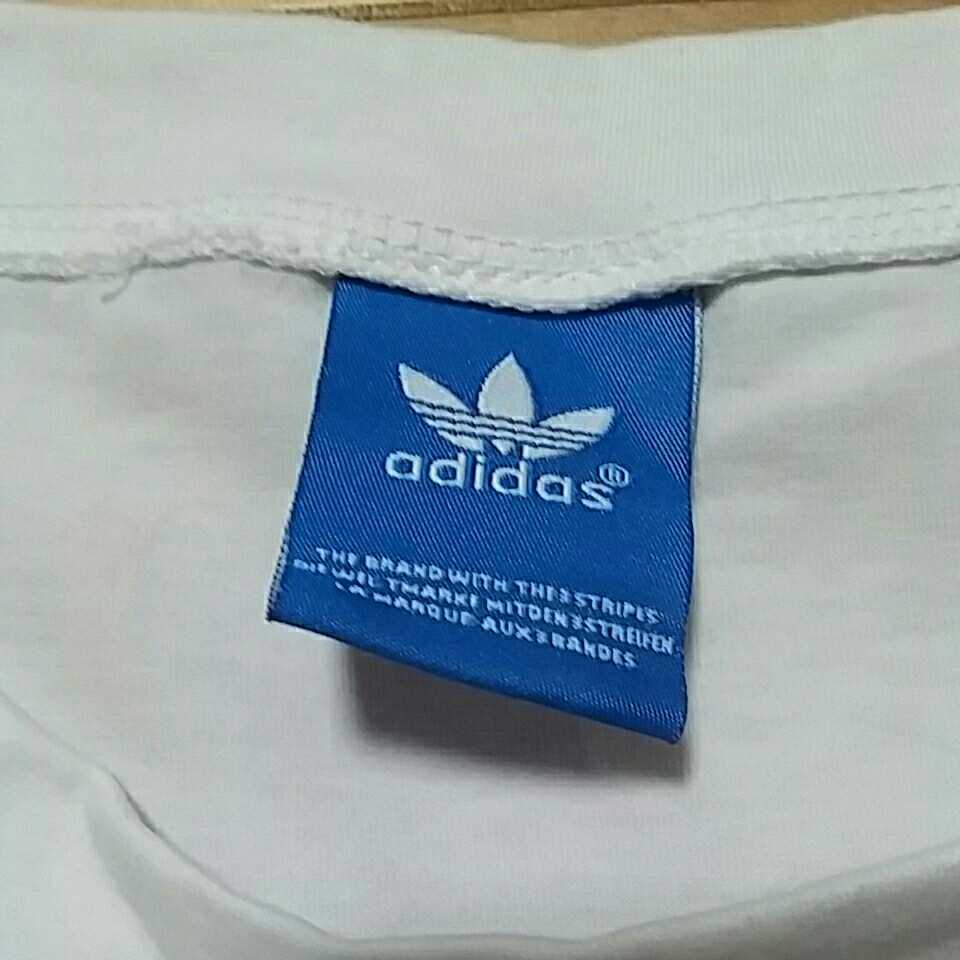 adidas®
THE BRAND WITH THE 3 STRIPES
DIE WELTMARKE MIT DEN 3 STREIFEN
LA MARQUE AUX 3 BANDES